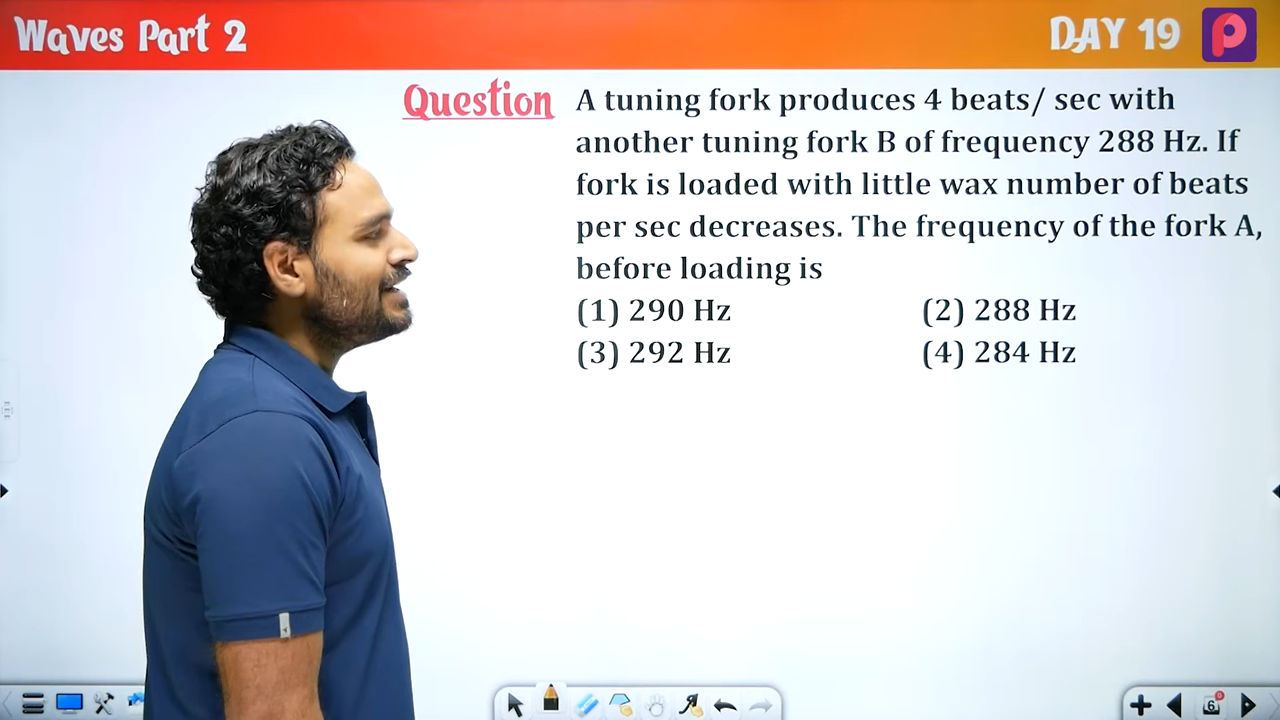 Waves Part 2
DAY 19
Question
A tuning fork produces 4 beats/ sec with
another tuning fork B of frequency 288 Hz. If
fork is loaded with little wax number of beats
per sec decreases. The frequency of the fork A,
before loading is
(1) 290 Hz
(2) 288 Hz
(3) 292 Hz
(4) 284 Hz